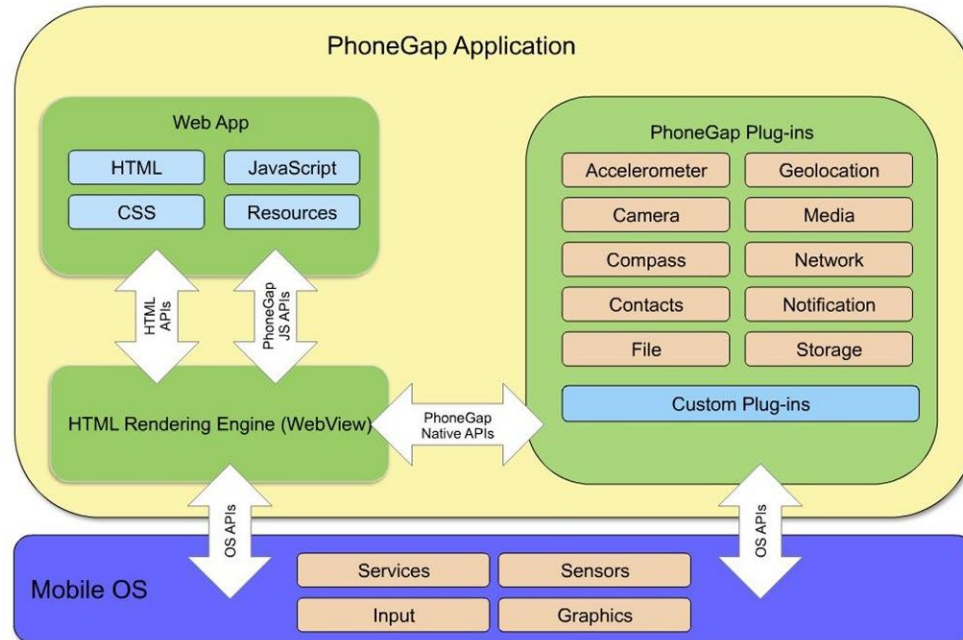 PhoneGap Application
Web App
HTML
JavaScript
CSS
Resources
HTML
APIs
PhoneGap
JS APIs
HTML Rendering Engine (WebView)
PhoneGap
Native APIs
PhoneGap Plug-ins
Accelerometer
Geolocation
Camera
Media
Compass
Network
Contacts
Notification
File
Storage
Custom Plug-ins
OS APIs
OS APIs
Mobile OS
Services
Sensors
Input
Graphics